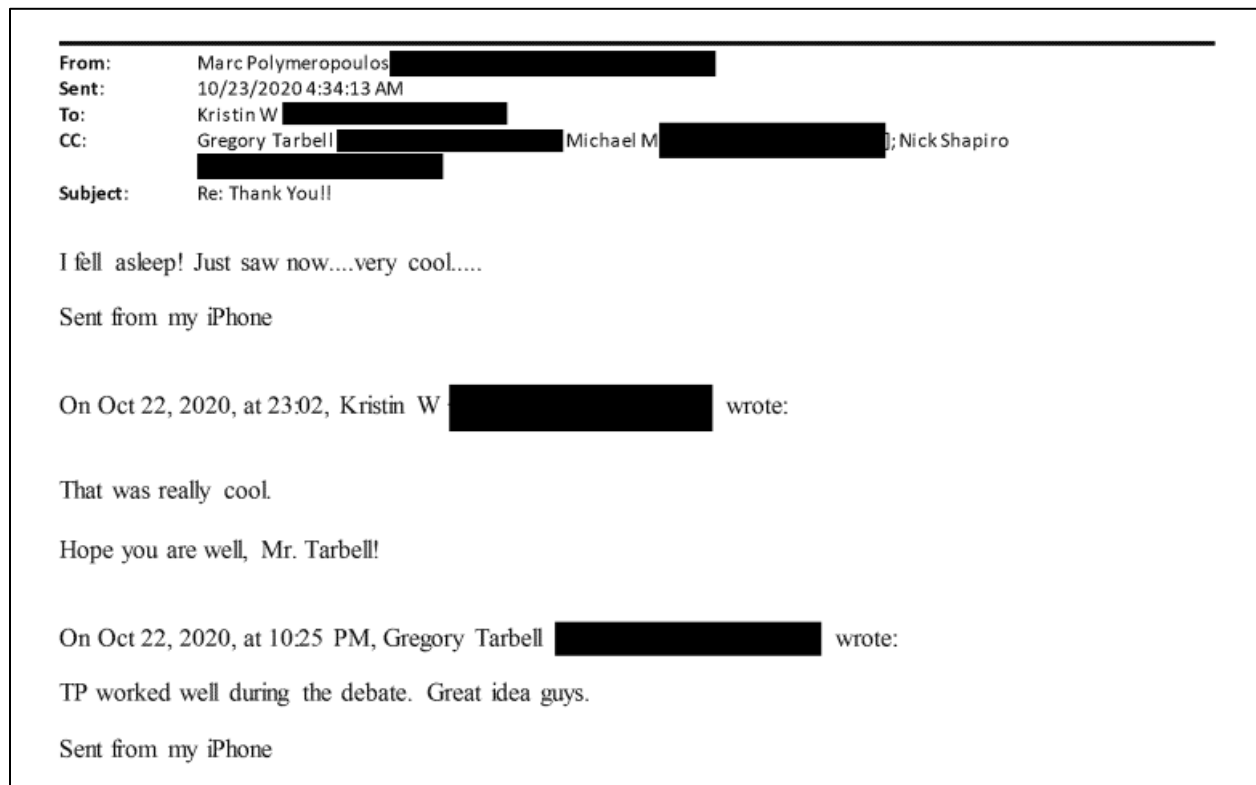 From: Marc Polymeropoulos
Sent: 10/23/2020 4:34:13 AM
To: Kristin W
CC: Gregory Tarbell Michael M ]; Nick Shapiro
Subject: Re: Thank You!!
I fell asleep! Just saw now....very cool.....
Sent from my iPhone
On Oct 22, 2020, at 23:02, Kristin W wrote:
That was really cool.
Hope you are well, Mr. Tarbell!
On Oct 22, 2020, at 10:25 PM, Gregory Tarbell wrote:
TP worked well during the debate. Great idea guys.
Sent from my iPhone